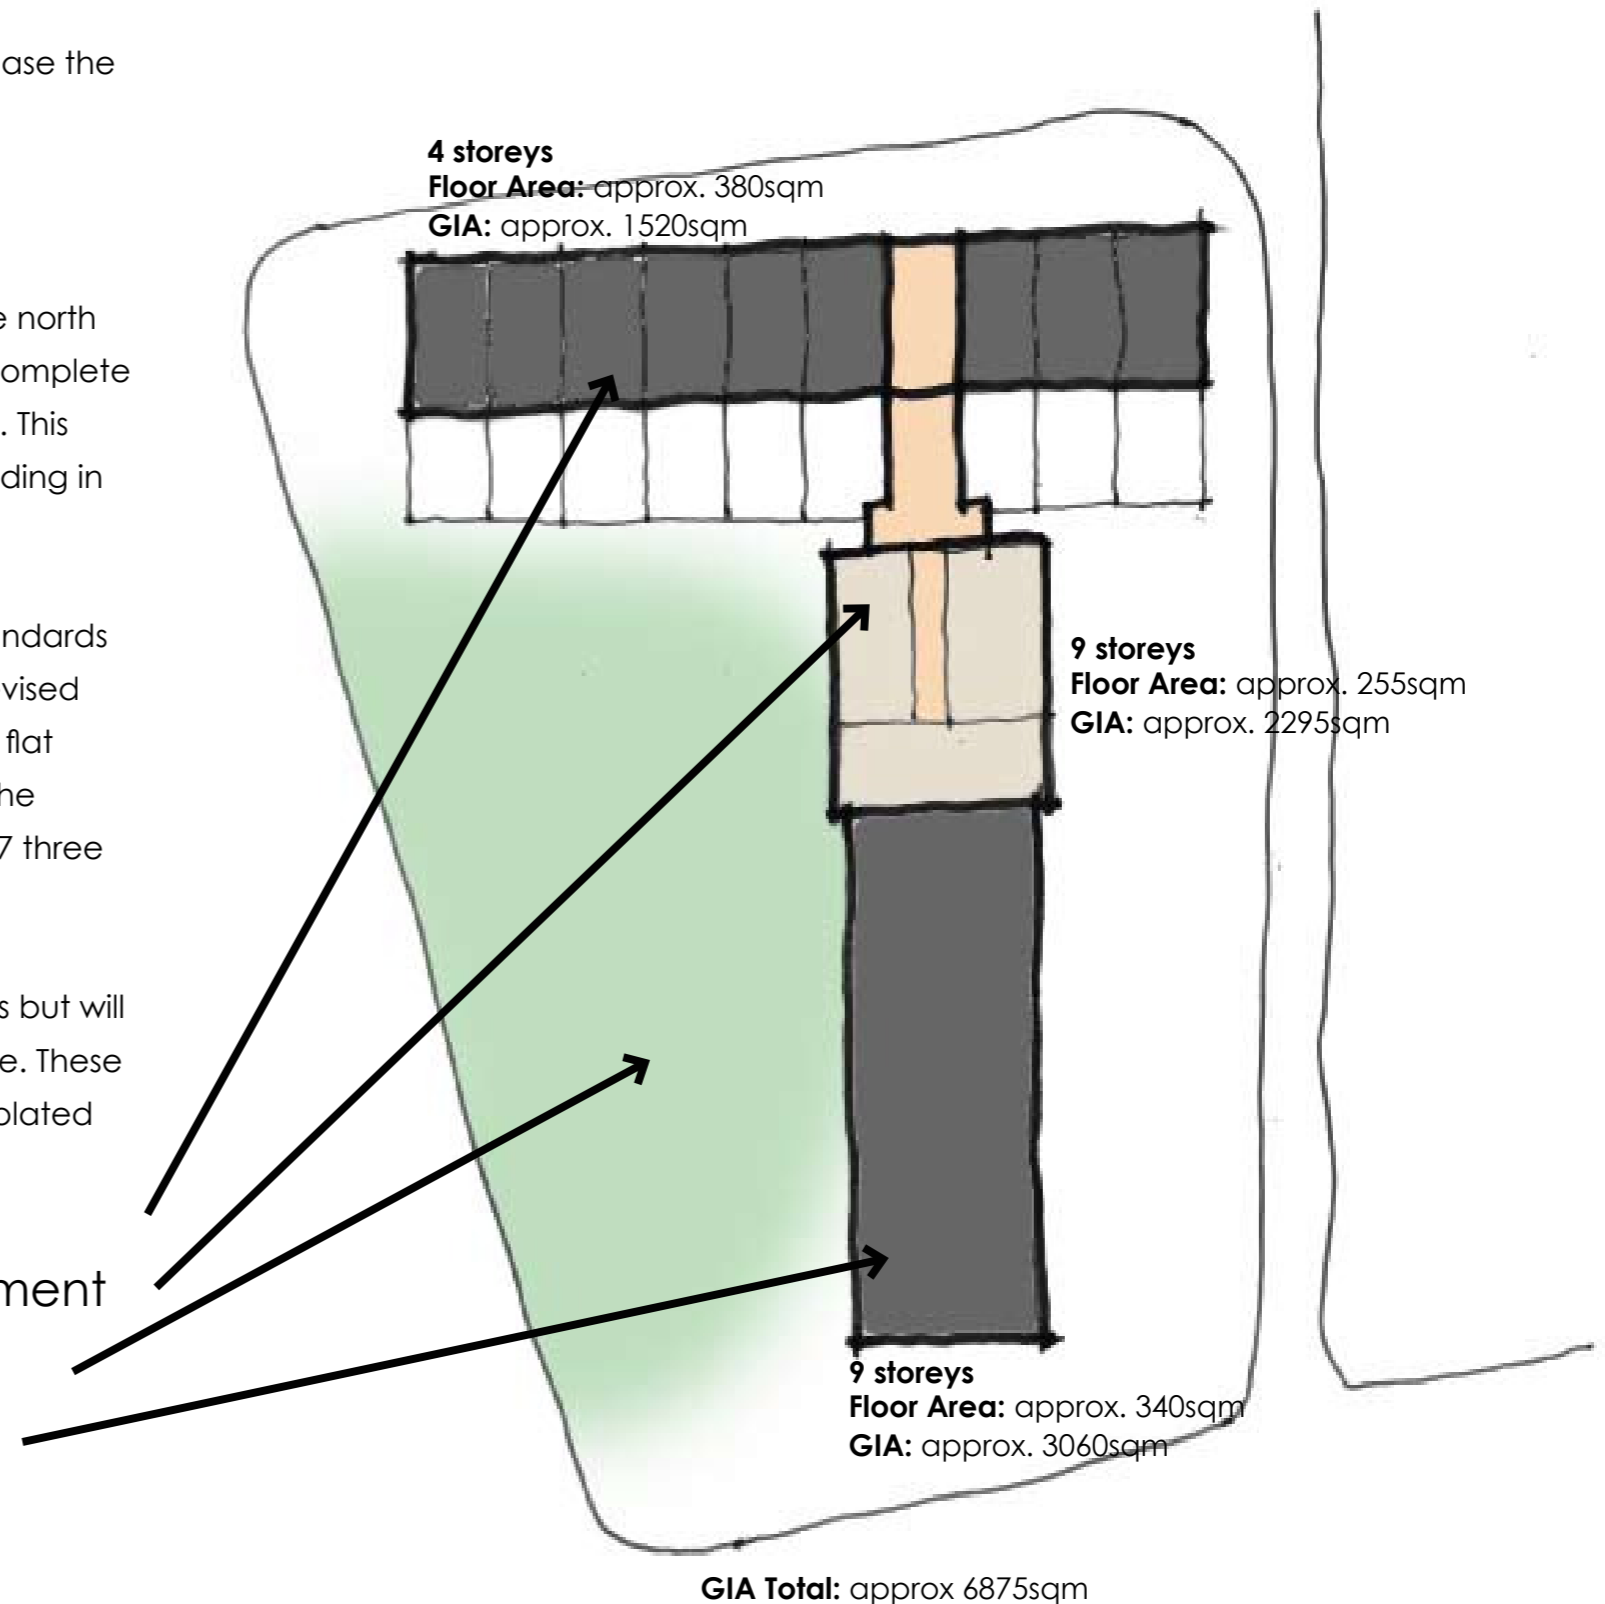 ase the
4 storeys
Floor Area: approx. 380sqm
GIA: approx. 1520sqm
e north
omplete
. This
ding in
ndards
vised
flat
he
7 three
s but will
e. These
olated
ment
9 storeys
Floor Area: approx. 255sqm
GIA: approx. 2295sqm
9 storeys
Floor Area: approx. 340sqm
GIA: approx. 3060sqm
GIA Total: approx 6875sqm